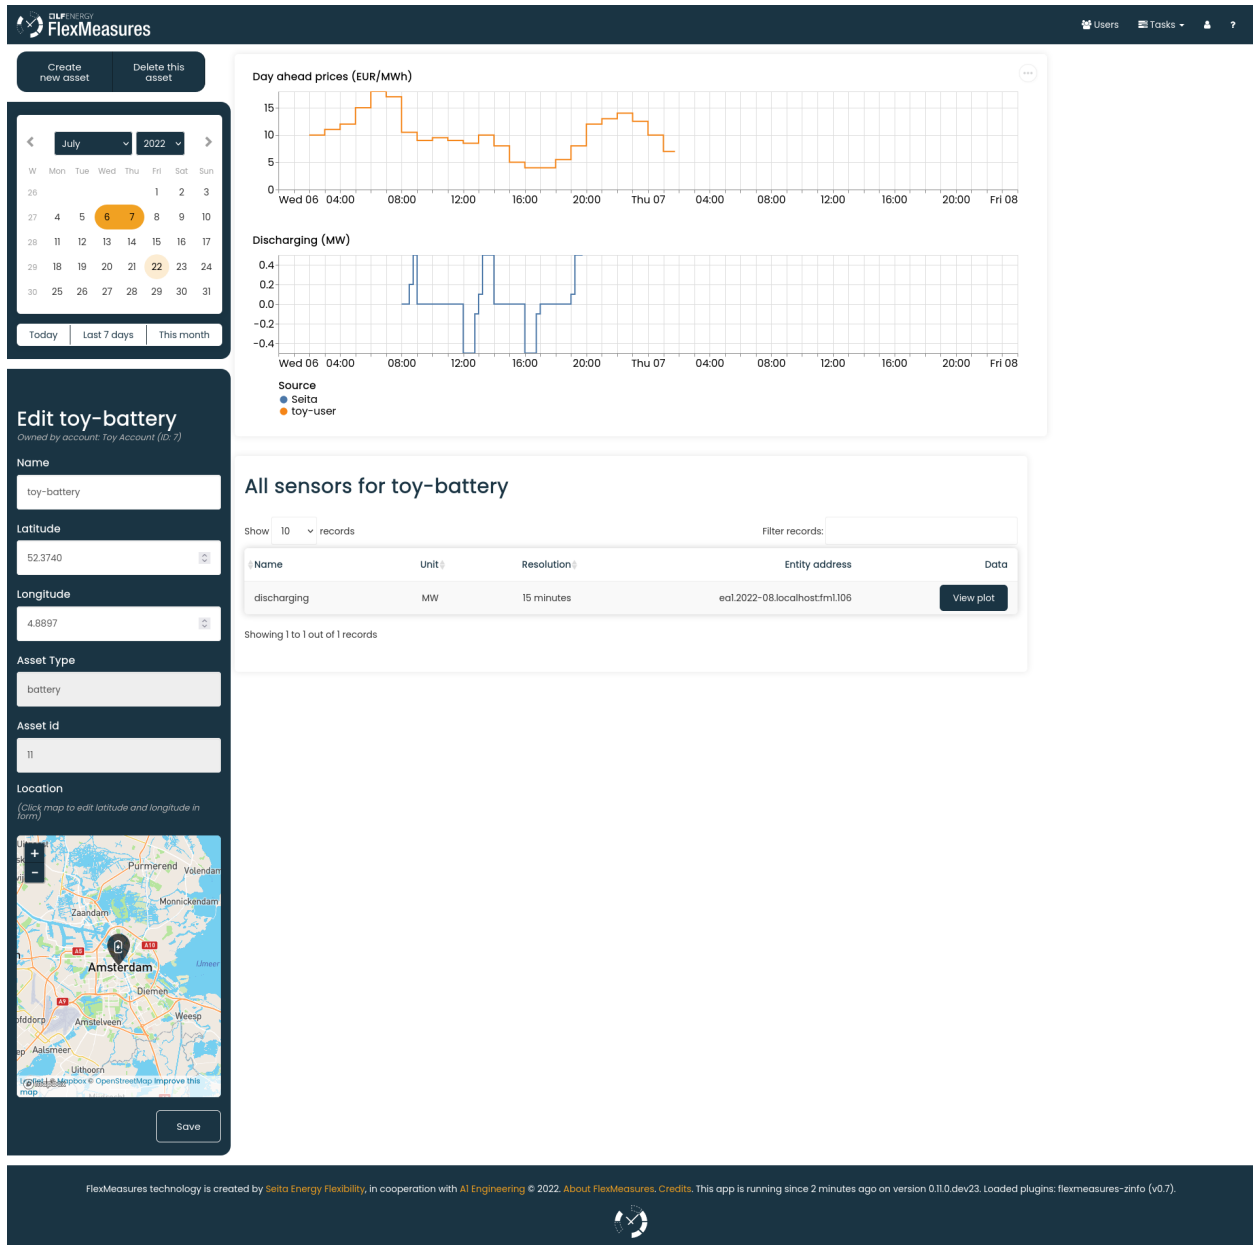 LFENERGY
FlexMeasures
Users
Tasks
?
Create new asset
Delete this asset
July
2022
W Mon Tue Wed Thu Fri Sat Sun
26 1 2 3
27 4 5 6 7 8 9 10
28 11 12 13 14 15 16 17
29 18 19 20 21 22 23 24
30 25 26 27 28 29 30 31
Today
Last 7 days
This month
Day ahead prices (EUR/MWh)
15
10
5
0
Wed 06 04:00 08:00 12:00 16:00 20:00 Thu 07 04:00 08:00 12:00 16:00 20:00 Fri 08
Discharging (MW)
0.4
0.2
0.0
−0.2
−0.4
Wed 06 04:00 08:00 12:00 16:00 20:00 Thu 07 04:00 08:00 12:00 16:00 20:00 Fri 08
Source
Seita
toy-user
Edit toy-battery
Owned by account: Toy Account (ID: 7)
Name
toy-battery
Latitude
52.3740
Longitude
4.8897
Asset Type
battery
Asset id
11
Location
(Click map to edit latitude and longitude in
form)
+
−
Purmerend
Volendam
Monnickendam
Zaandam
A8
A10
Amsterdam
IJmeer
Diemen
A9
Amstelveen
Weesp
Aalsmeer
Uithoorn
Leaflet | © Mapbox © OpenStreetMap Improve this
map
Save
All sensors for toy-battery
Show 10 records
Filter records:
Name Unit Resolution Entity address Data
discharging MW 15 minutes ea1.2022-08.localhost:fm1.106 View plot
Showing 1 to 1 out of 1 records
FlexMeasures technology is created by Seita Energy Flexibility, in cooperation with A1 Engineering © 2022. About FlexMeasures. Credits. This app is running since 2 minutes ago on version 0.11.0.dev23. Loaded plugins: flexmeasures-zinfo (v0.7).